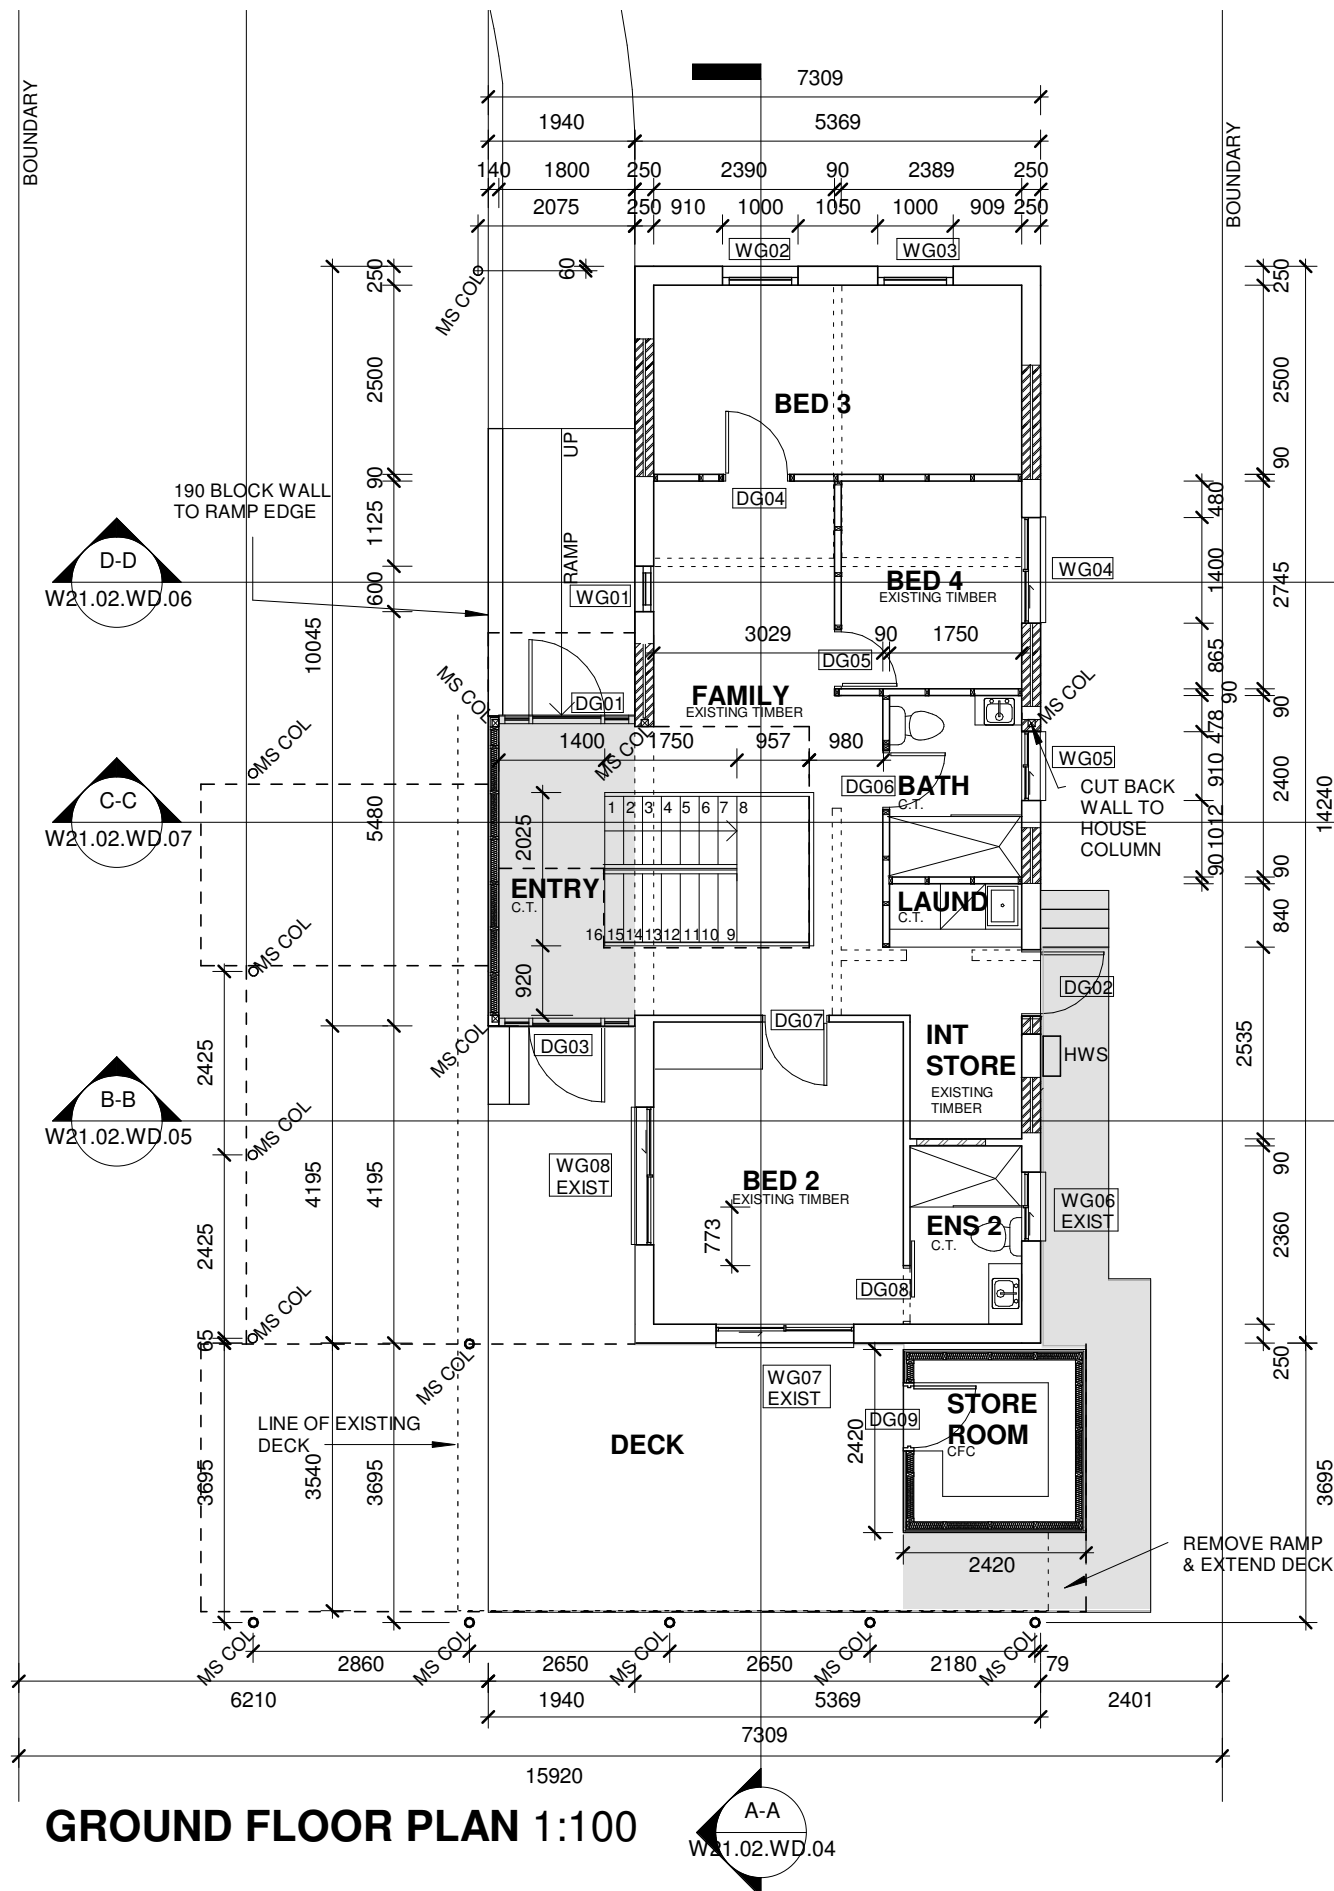 BOUNDARY
BOUNDARY
7309
1940
5369
140
1800
250
2390
90
2389
250
2075
250
910
1000
1050
1000
909
250
WG02
WG03
60
MS COL
250
250
2500
2500
BED 3
UP
DG04
90
90
480
190 BLOCK WALL
TO RAMP EDGE
1125
RAMP
D-D
W21.02.WD.06
600
WG01
BED 4
EXISTING TIMBER
WG04
1400
2745
10045
3029
90
1750
DG05
865
MS COL
FAMILY
EXISTING TIMBER
DG01
MS COL
90
90
478
MS COL
1400
MS COL
1750
957
980
WG05
C-C
W21.02.WD.07
DG06
BATH
C.T.
CUT BACK
WALL TO
HOUSE
COLUMN
910
2400
1012
14240
5480
2025
1
2
3
4
5
6
7
8
ENTRY
C.T.
LAUND
C.T.
90
90
840
16
15
14
13
12
11
10
9
MS COL
920
DG02
DG07
MS COL
DG03
INT
STORE
EXISTING
TIMBER
HWS
2535
2425
B-B
W21.02.WD.05
MS COL
WG08
EXIST
BED 2
EXISTING TIMBER
WG06
EXIST
90
4195
4195
773
ENS 2
C.T.
2360
2425
DG08
MS COL
65
MS COL
250
WG07
EXIST
STORE
ROOM
CFC
DG09
LINE OF EXISTING
DECK
DECK
2420
3695
3540
3695
3695
2420
REMOVE RAMP
& EXTEND DECK
MS COL
MS COL
MS COL
MS COL
MS COL
2860
2650
2650
2180
79
6210
1940
5369
2401
7309
15920
GROUND FLOOR PLAN 1:100
A-A
W21.02.WD.04